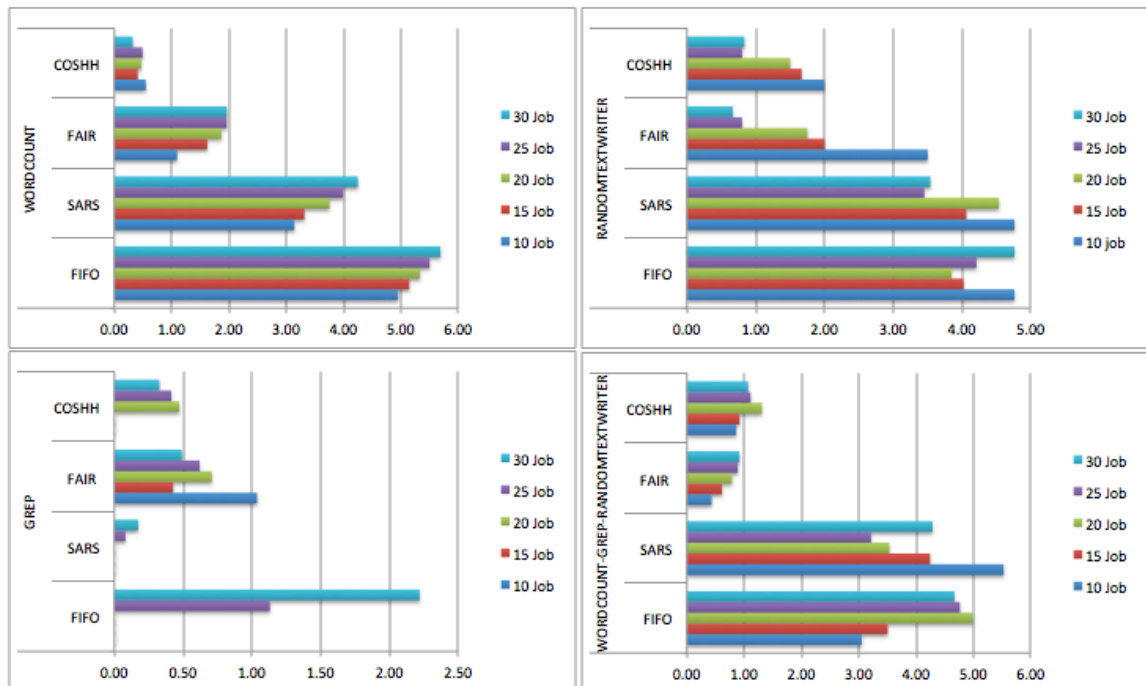 WORDCOUNT
COSHH
FAIR
SARS
FIFO
0.00 1.00 2.00 3.00 4.00 5.00 6.00
30 Job
25 Job
20 Job
15 Job
10 Job
RANDOMTEXTWRITER
COSHH
FAIR
SARS
FIFO
0.00 1.00 2.00 3.00 4.00 5.00
30 Job
25 Job
20 Job
15 Job
10 job
GREP
COSHH
FAIR
SARS
FIFO
0.00 0.50 1.00 1.50 2.00 2.50
30 Job
25 Job
20 Job
15 Job
10 Job
WORDCOUNT-GREP-RANDOMTEXTWRITER
COSHH
FAIR
SARS
FIFO
0.00 1.00 2.00 3.00 4.00 5.00 6.00
30 Job
25 Job
20 Job
15 Job
10 Job